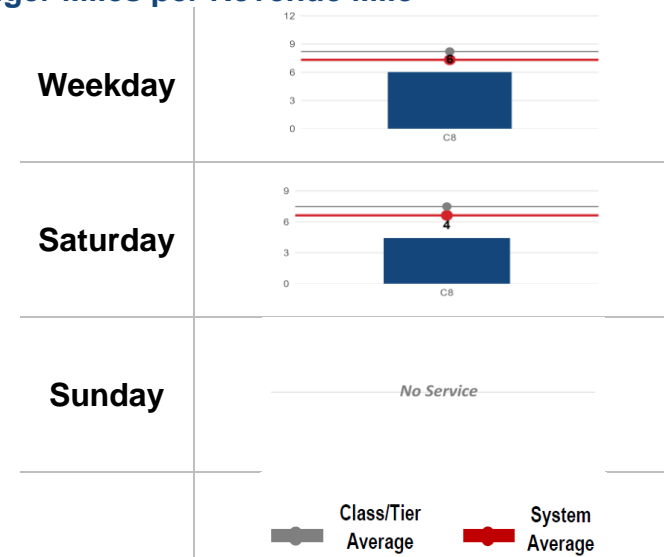 Miles per Revenue Mile
12
9
6
3
0
6
C8
Weekday
9
6
3
0
4
C8
Saturday
No Service
Sunday
Class/Tier
Average
System
Average